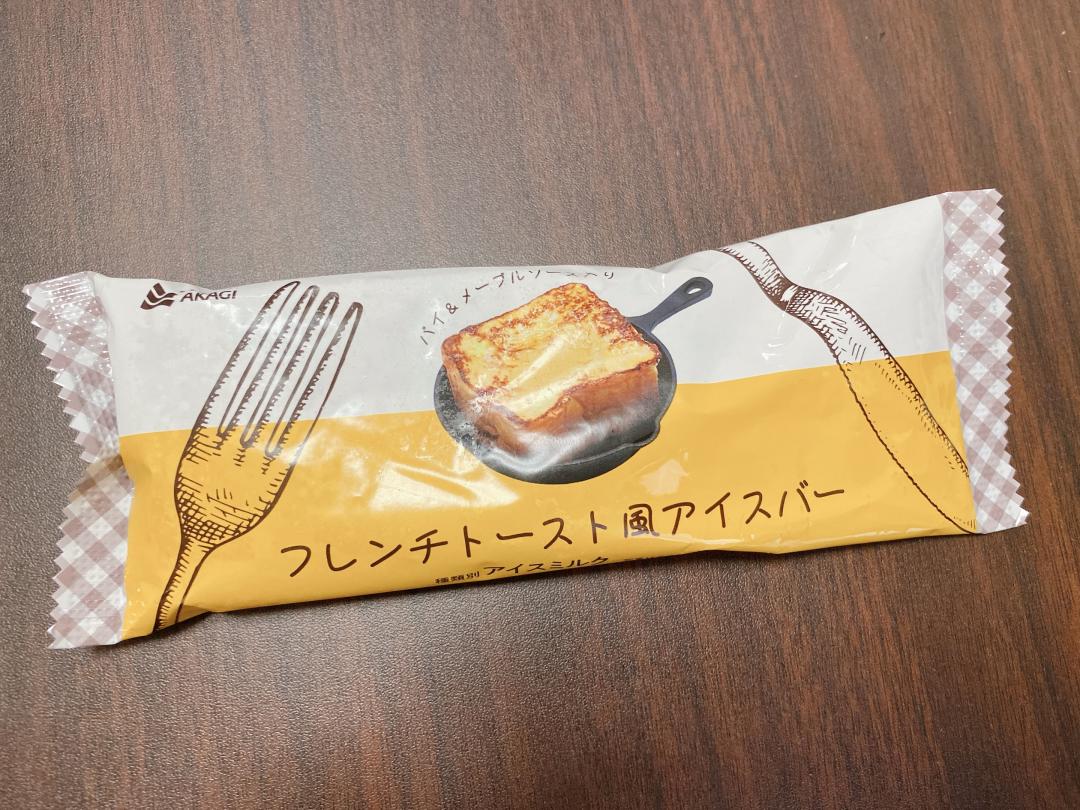 AKAGI
パイ&メープルソース入り
フレンチトースト風アイスバー
種類別 アイスミルク